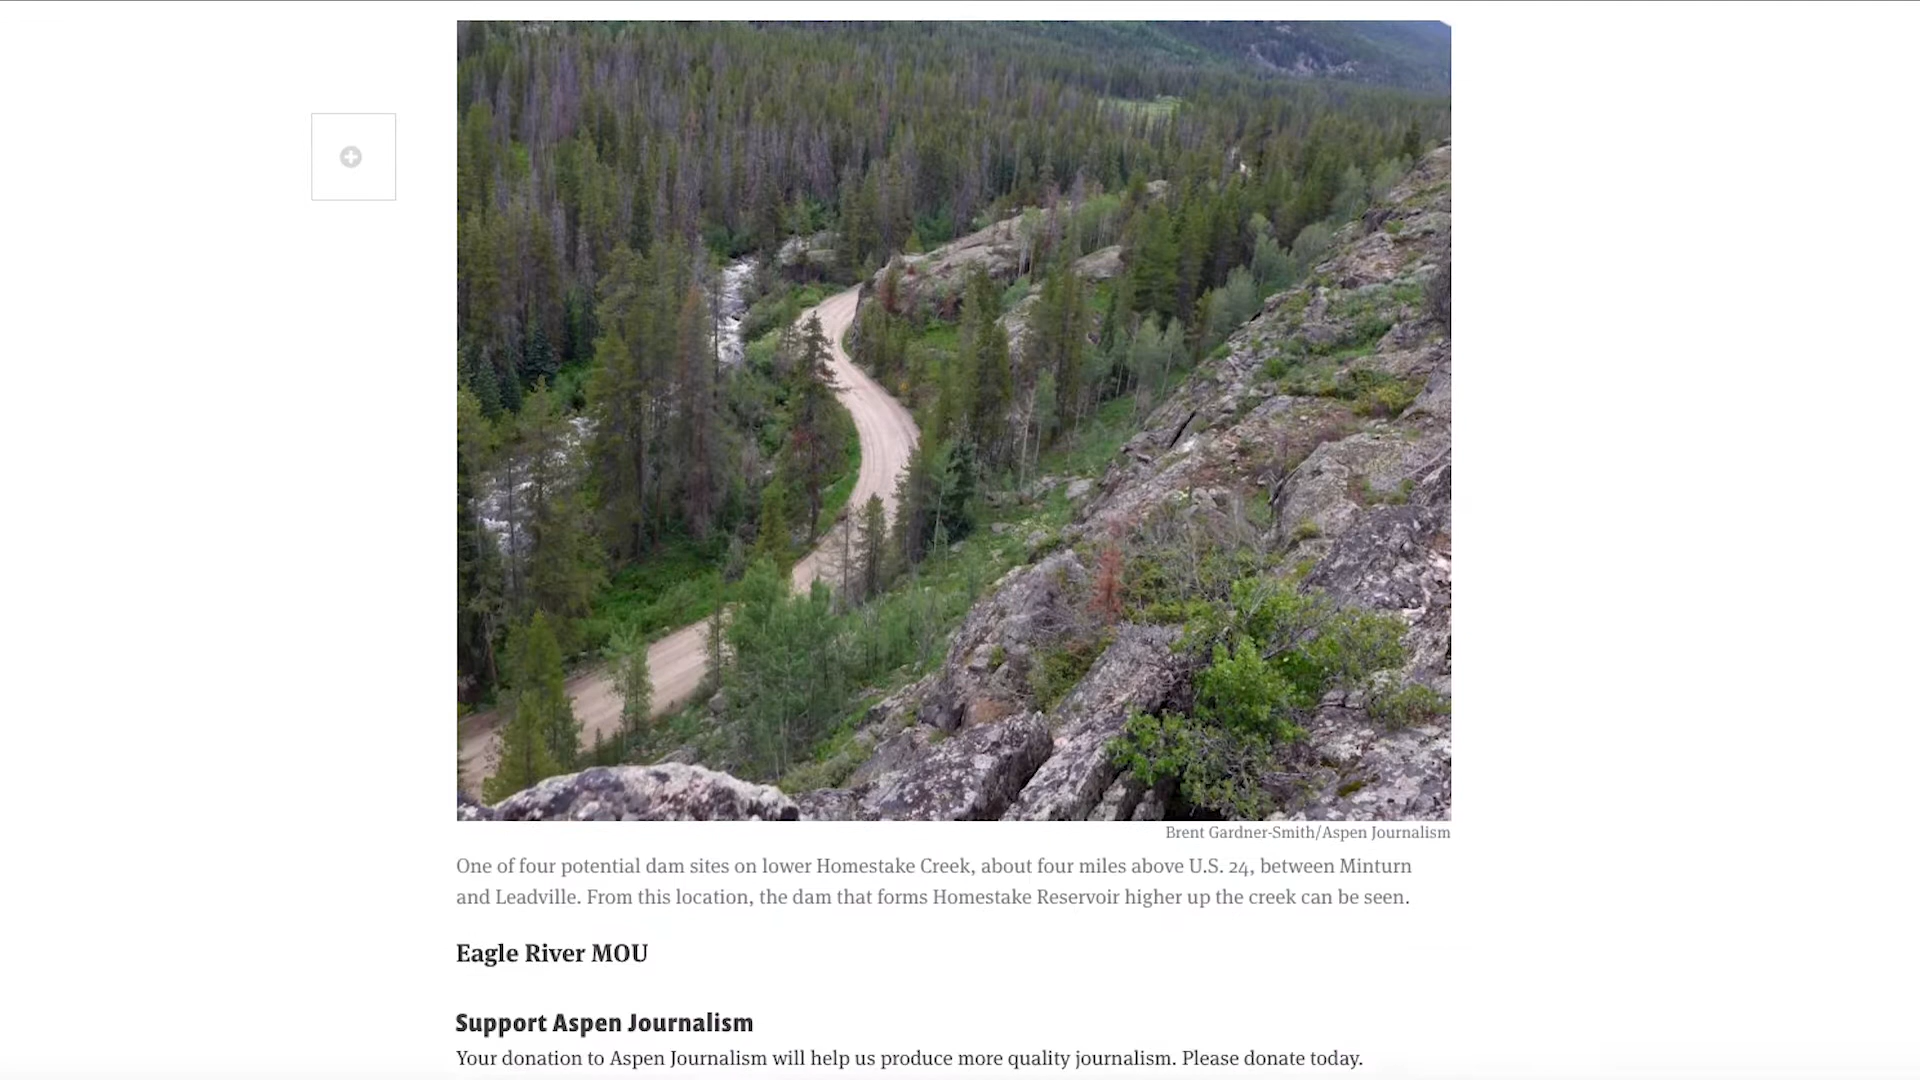 Brent Gardner-Smith/Aspen Journalism
One of four potential dam sites on lower Homestake Creek, about four miles above U.S. 24, between Minturn
and Leadville. From this location, the dam that forms Homestake Reservoir higher up the creek can be seen.
Eagle River MOU
Support Aspen Journalism
Your donation to Aspen Journalism will help us produce more quality journalism. Please donate today.